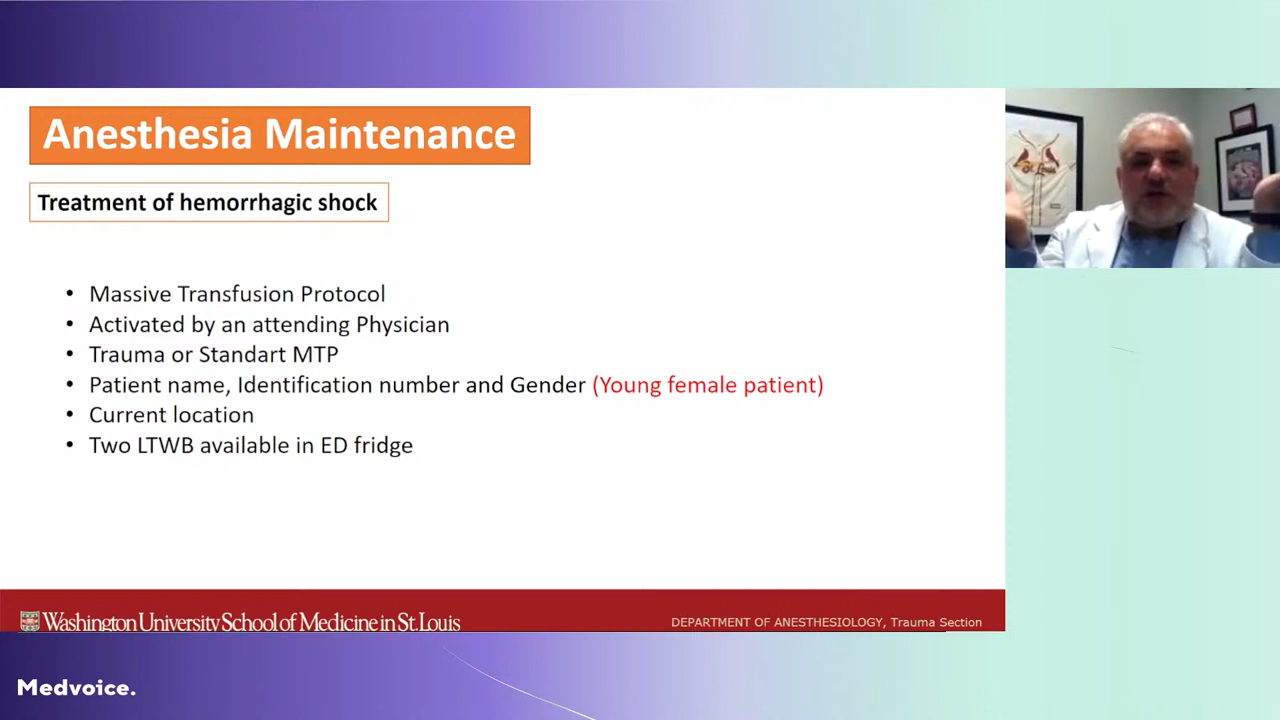 Anesthesia Maintenance
Treatment of hemorrhagic shock
• Massive Transfusion Protocol
• Activated by an attending Physician
• Trauma or Standart MTP
• Patient name, Identification number and Gender (Young female patient)
• Current location
• Two LTWB available in ED fridge
St. Louis
Washington University School of Medicine in St. Louis
DEPARTMENT OF ANESTHESIOLOGY, Trauma Section
Medvoice.